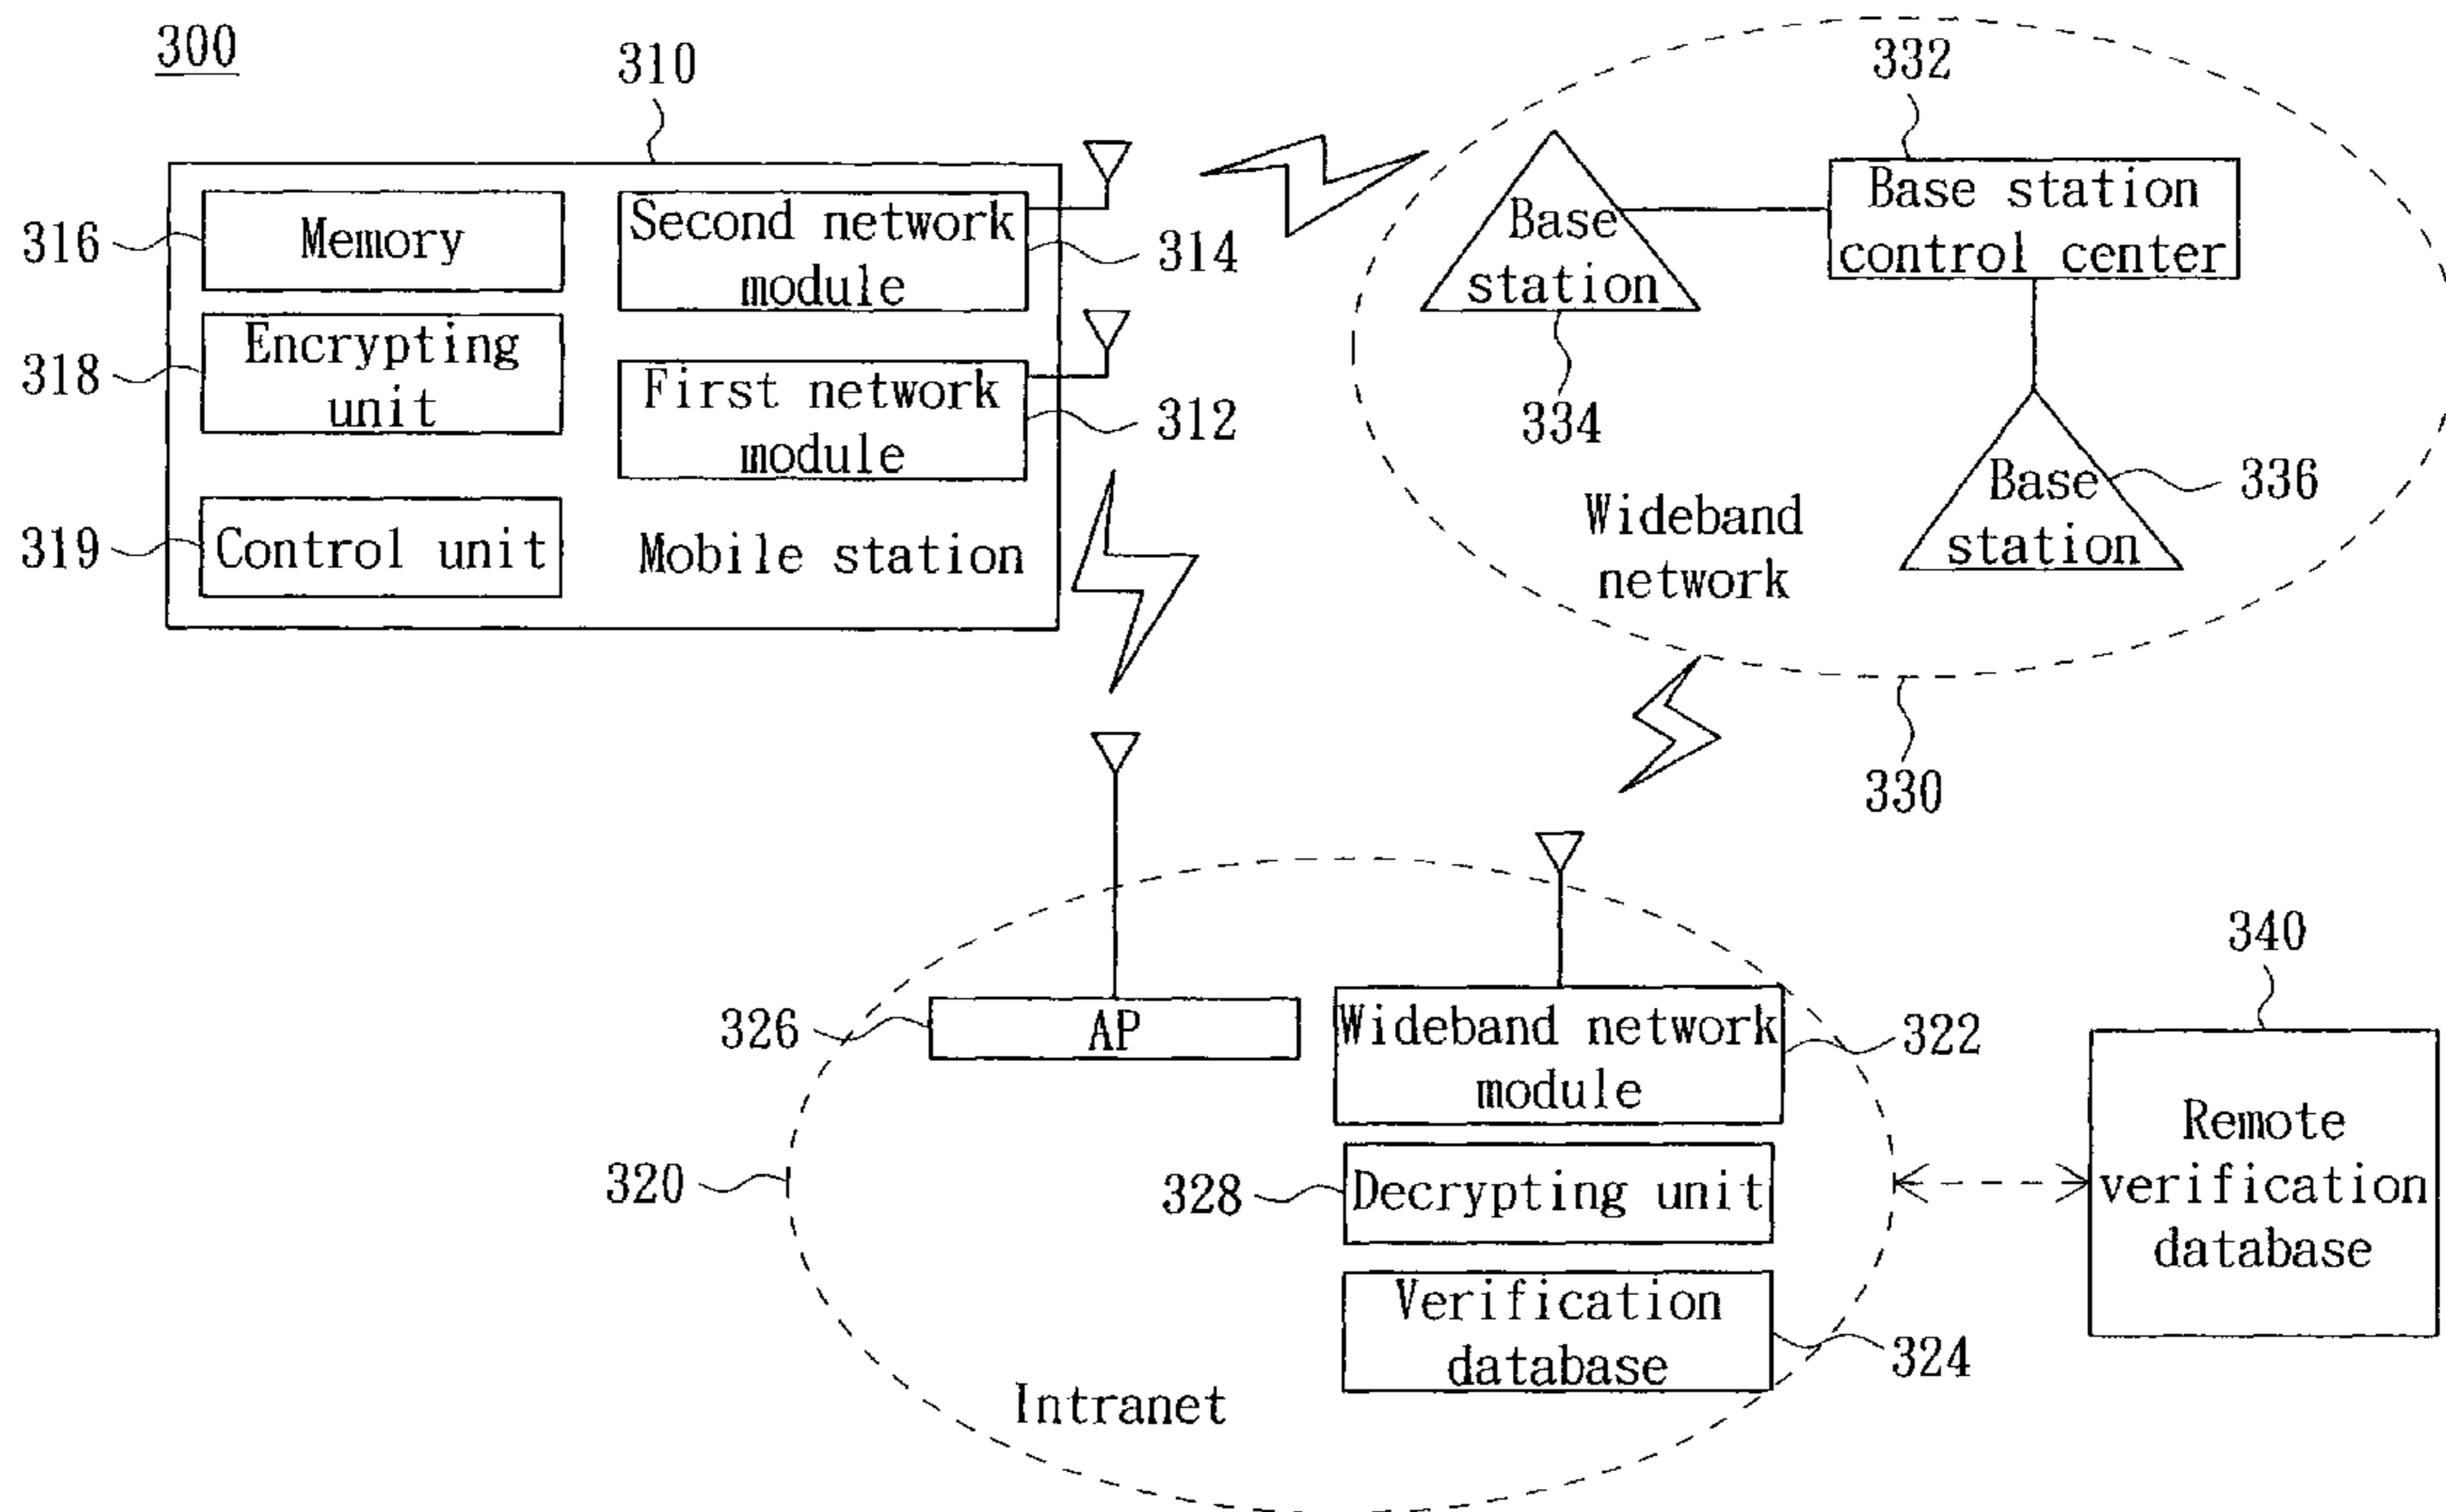 300
310
316
Memory
Second network
module
314
318
Encrypting
unit
First network
module
312
319
Control unit
Mobile station
332
Base station
control center
Base
station
334
Base
station
336
Wideband
network
330
326
AP
Wideband network
module
322
320
328
Decrypting unit
Verification
database
324
Intranet
340
Remote
verification
database